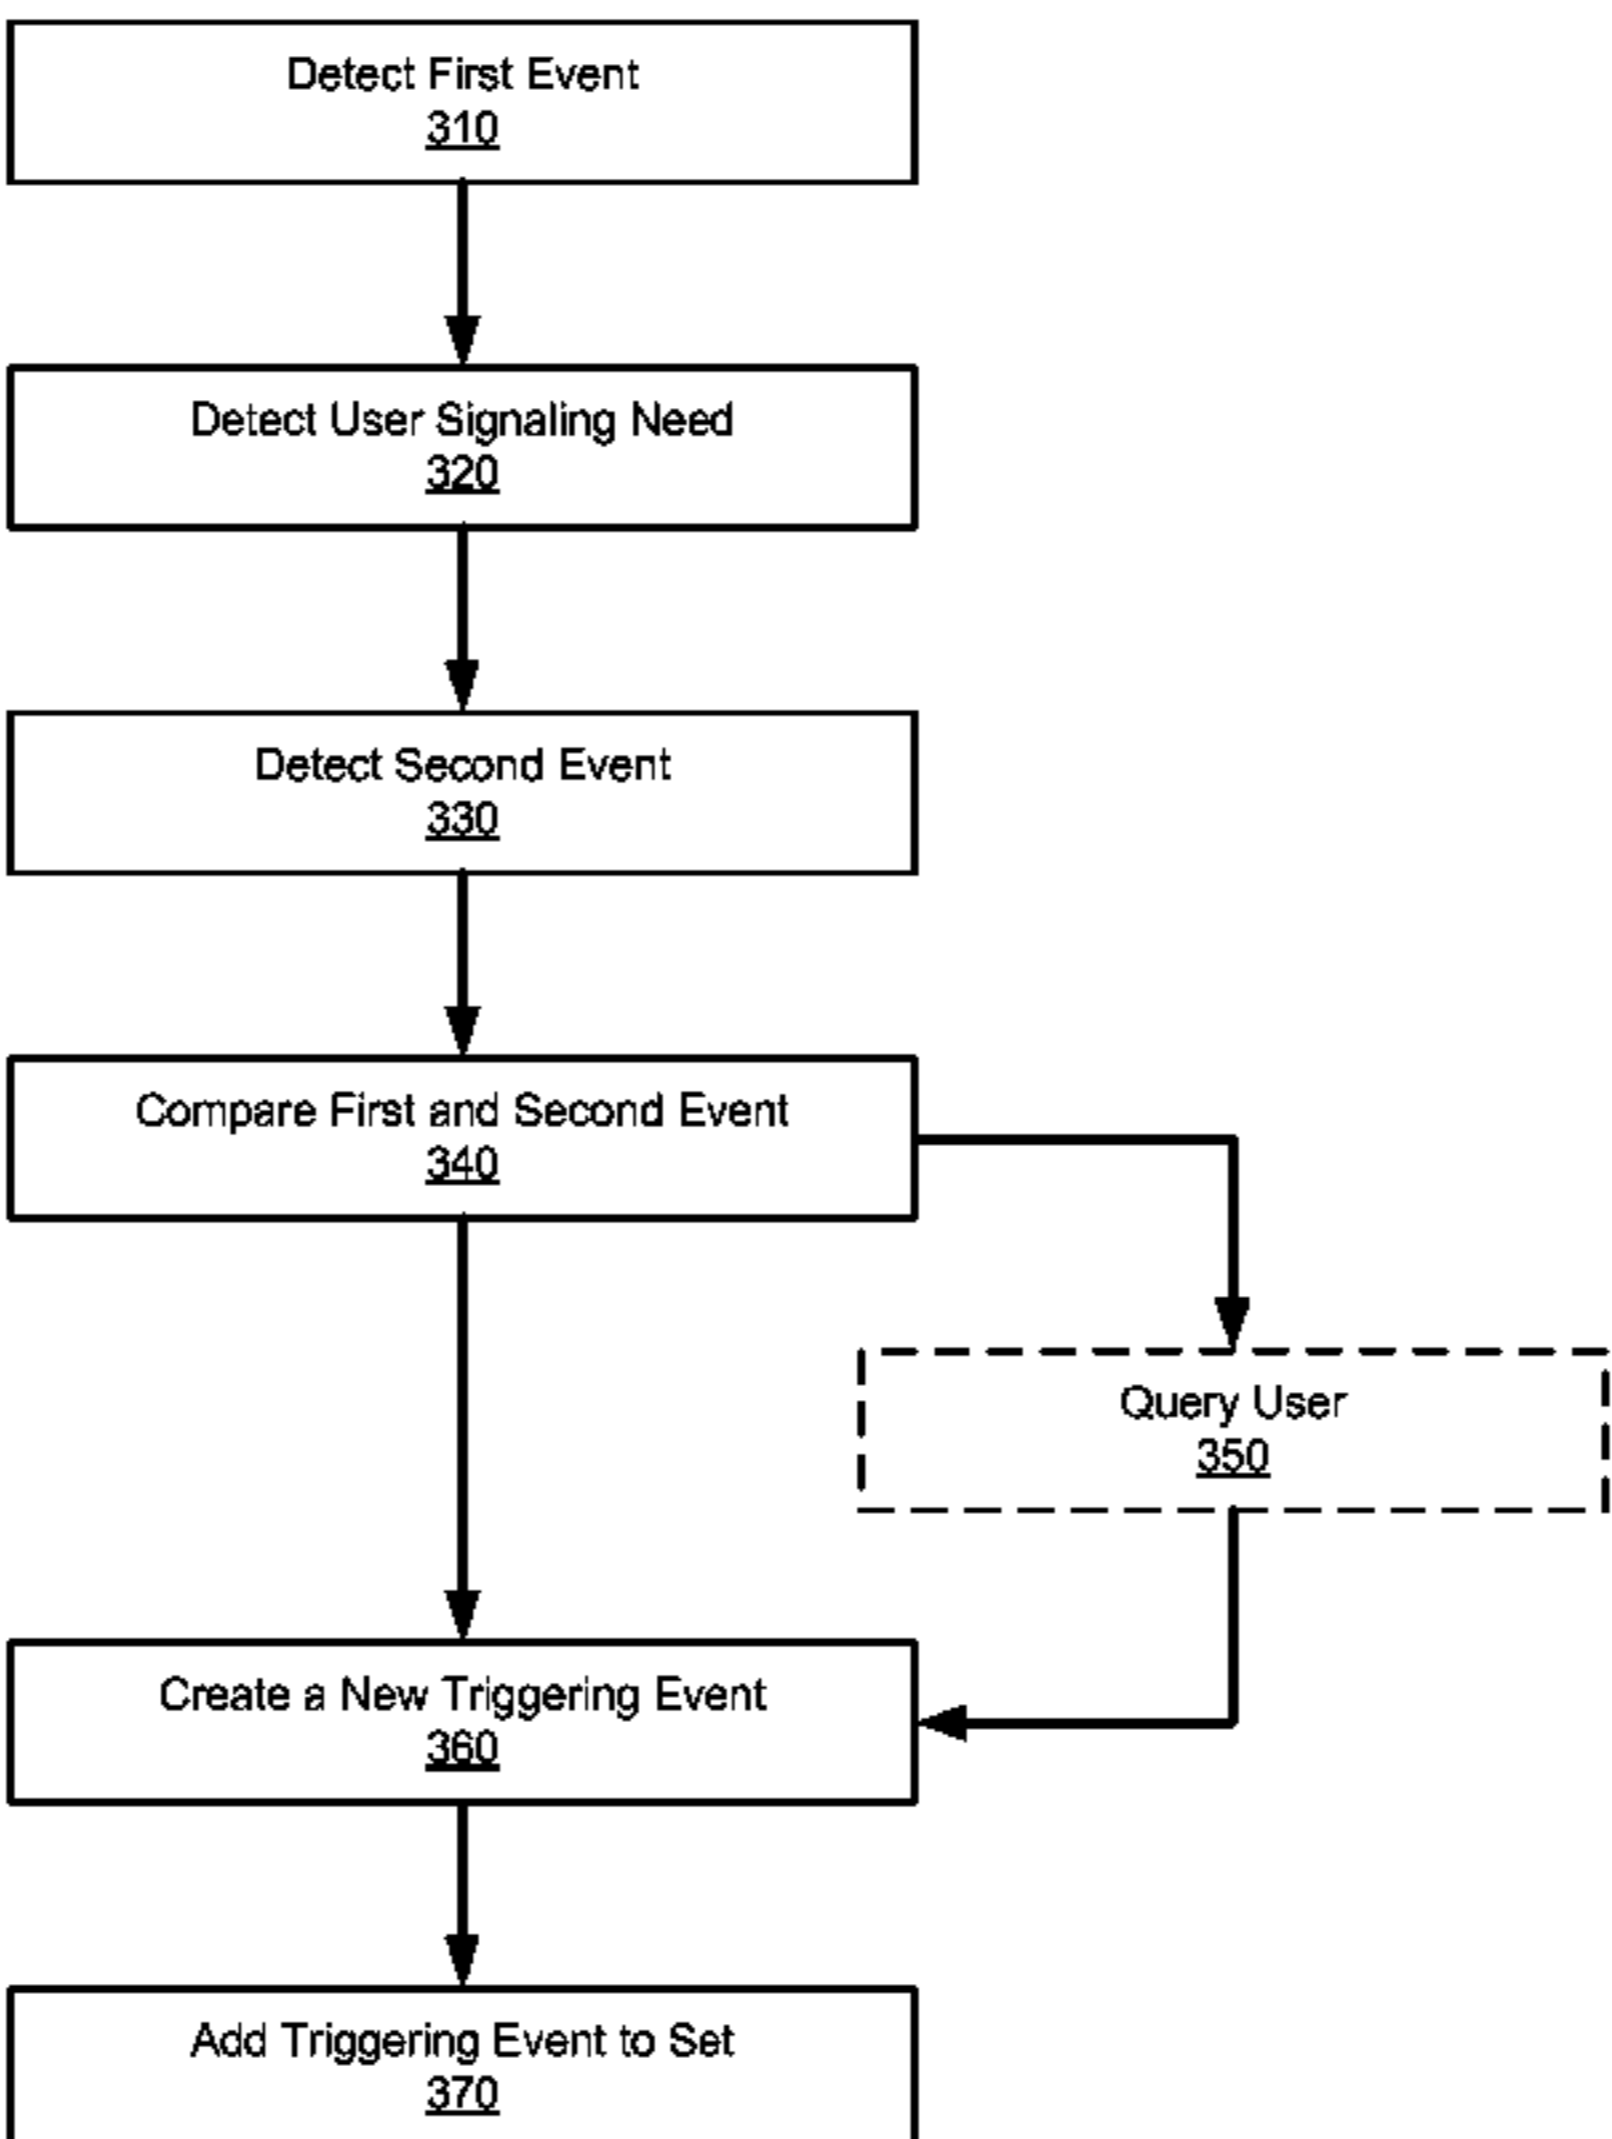 Detect First Event
310
Detect User Signaling Need
320
Detect Second Event
330
Compare First and Second Event
340
Query User
350
Create a New Triggering Event
360
Add Triggering Event to Set
370